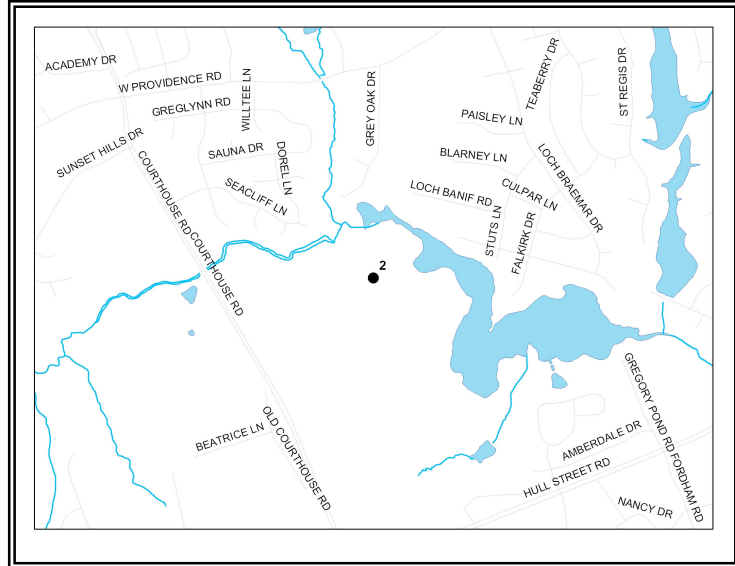 ACADEMY DR
W PROVIDENCE RD
GREGLYNN RD
WILLTEE LN
GREY OAK DR
TEABERRY DR
ST REGIS DR
PAISLEY LN
SUNSET HILLS DR
SAUNA DR
DOREL LN
BLARNEY LN
LOCH BRAEMAR DR
COURTHOUSE RD
SEACLIFF LN
LOCH BANIF RD
CULPAR LN
STUTS LN
FALKIRK DR
COURTHOUSE RD
2
GREGORY POND RD
BEATRICE LN
OLD COURTHOUSE RD
AMBERDALE DR
HULL STREET RD
FORDHAM RD
NANCY DR